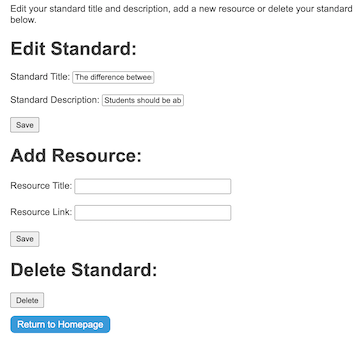 Edit your standard title and description, add a new resource or delete your standard
below.
Edit Standard:
Standard Title: The difference betweer
Standard Description: Students should be ab
Save
Add Resource:
Resource Title:
Resource Link:
Save
Delete Standard:
Delete
Return to Homepage